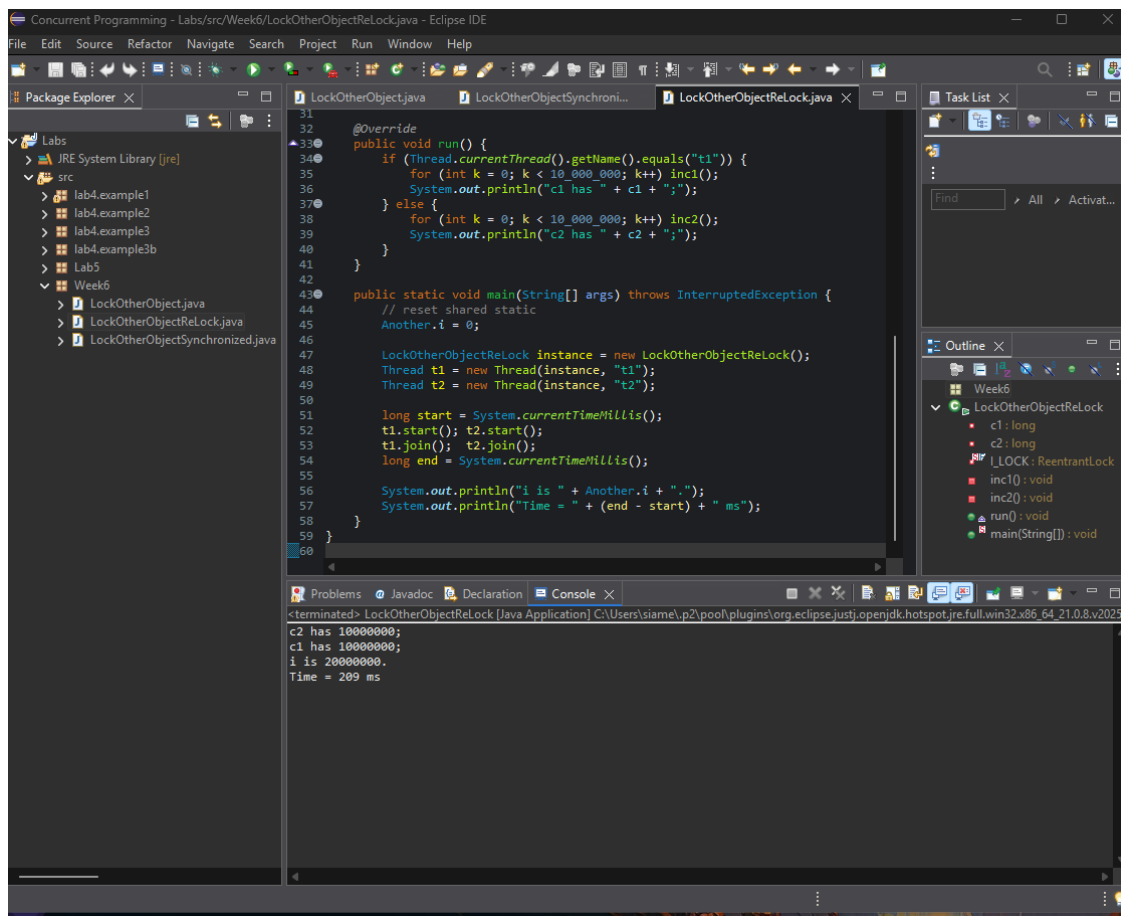 Concurrent Programming - Labs/src/Week6/LockOtherObjectReLock.java - Eclipse IDE
File Edit Source Refactor Navigate Search Project Run Window Help
Package Explorer
Labs
JRE System Library [jre]
src
lab4.example1
lab4.example2
lab4.example3
lab4.example3b
Lab5
Week6
LockOtherObject.java
LockOtherObjectReLock.java
LockOtherObjectSynchronized.java
LockOtherObject.java LockOtherObjectSynchroni... LockOtherObjectReLock.java
31
32 @Override
33 public void run() {
34 if (Thread.currentThread().getName().equals("t1")) {
35 for (int k = 0; k < 10_000_000; k++) inc1();
36 System.out.println("c1 has " + c1 + ";");
37 } else {
38 for (int k = 0; k < 10_000_000; k++) inc2();
39 System.out.println("c2 has " + c2 + ";");
40 }
41 }
42
43 public static void main(String[] args) throws InterruptedException {
44 // reset shared static
45 Another.i = 0;
46
47 LockOtherObjectReLock instance = new LockOtherObjectReLock();
48 Thread t1 = new Thread(instance, "t1");
49 Thread t2 = new Thread(instance, "t2");
50
51 long start = System.currentTimeMillis();
52 t1.start(); t2.start();
53 t1.join(); t2.join();
54 long end = System.currentTimeMillis();
55
56 System.out.println("i is " + Another.i + ".");
57 System.out.println("Time = " + (end - start) + " ms");
58 }
59 }
60
Task List
Find All Activat...
Outline
Week6
LockOtherObjectReLock
c1 : long
c2 : long
I_LOCK : ReentrantLock
inc1() : void
inc2() : void
run() : void
main(String[]) : void
Problems Javadoc Declaration Console
<terminated> LockOtherObjectReLock [Java Application] C:\Users\siame\.p2\pool\plugins\org.eclipse.justj.openjdk.hotspot.jre.full.win32.x86_64_21.0.8.v2025
c2 has 10000000;
c1 has 10000000;
i is 20000000.
Time = 209 ms